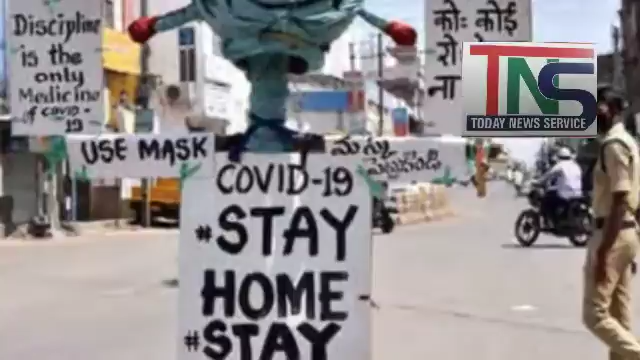 Discipline
is the
only
Medicine
of covid-
19
को: कोई
TNS
TODAY NEWS SERVICE
USE MASK
COVID-19
#STAY
HOME
#STAY